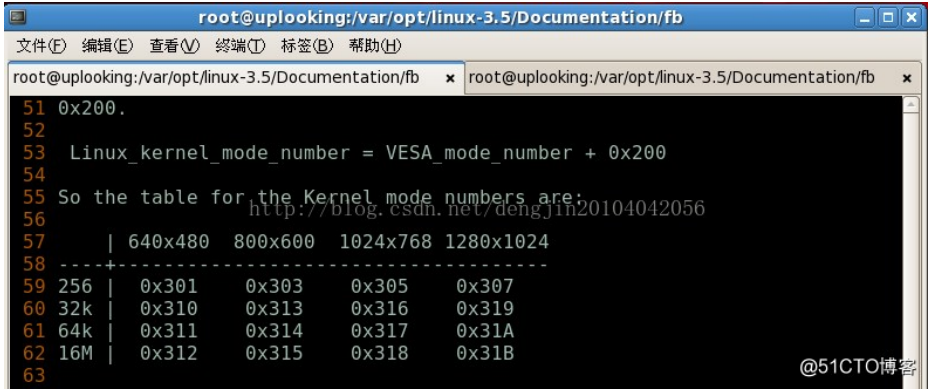 root@uplooking:/var/opt/linux-3.5/Documentation/fb
文件(F) 编辑(E) 查看(V) 终端(T) 标签(B) 帮助(H)
root@uplooking:/var/opt/linux-3.5/Documentation/fb × root@uplooking:/var/opt/linux-3.5/Documentation/fb ×
51 0x200.
52
53 Linux_kernel_mode_number = VESA_mode_number + 0x200
54
55 So the table for the Kernel mode numbers are:
http://blog.csdn.net/dengjin20104042056
56
57 | 640x480 800x600 1024x768 1280x1024
58 ----+-------------------------------------
59 256 | 0x301 0x303 0x305 0x307
60 32k | 0x310 0x313 0x316 0x319
61 64k | 0x311 0x314 0x317 0x31A
62 16M | 0x312 0x315 0x318 0x31B
63
@51CTO博客